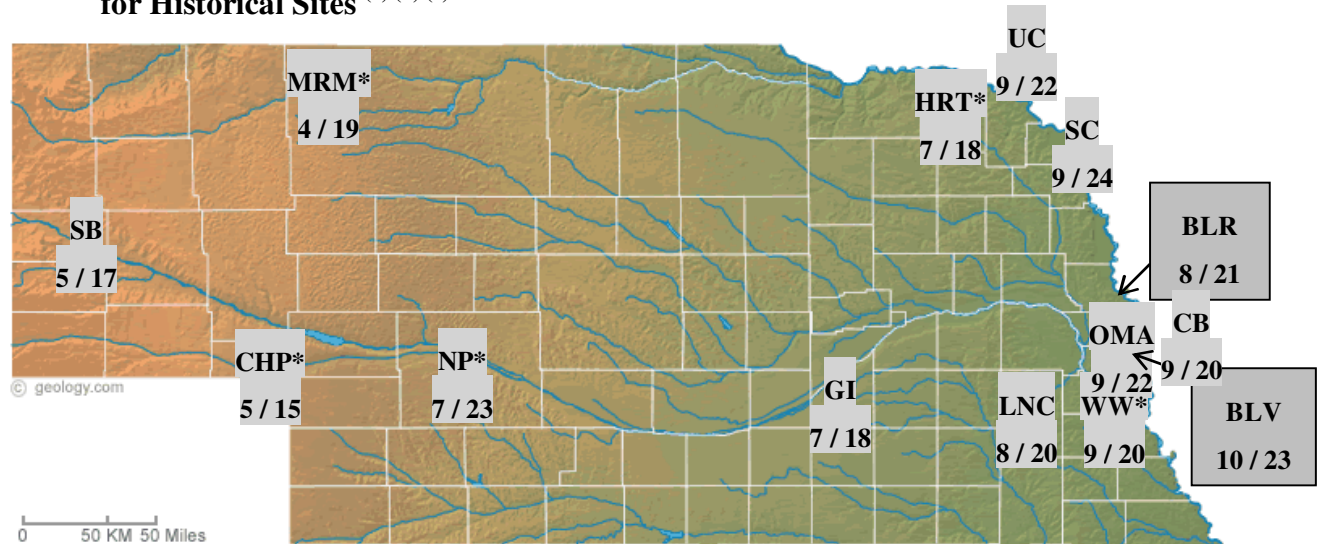 for Historical Sites
UC
9 / 22
MRM*
4 / 19
HRT*
7 / 18
SC
9 / 24
SB
5 / 17
BLR
8 / 21
CHP*
5 / 15
NP*
7 / 23
GI
7 / 18
LNC
8 / 20
OMA
9 / 22
WW*
9 / 20
CB
9 / 20
BLV
10 / 23
© geology.com
0 50 KM 50 Miles